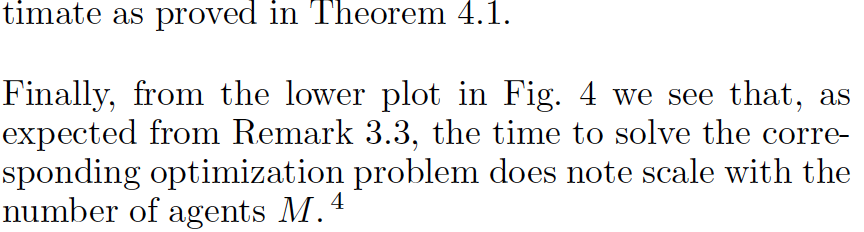 timate as proved in Theorem 4.1.
Finally, from the lower plot in Fig. 4 we see that, as
expected from Remark 3.3, the time to solve the corre-
sponding optimization problem does note scale with the
number of agents M. 4